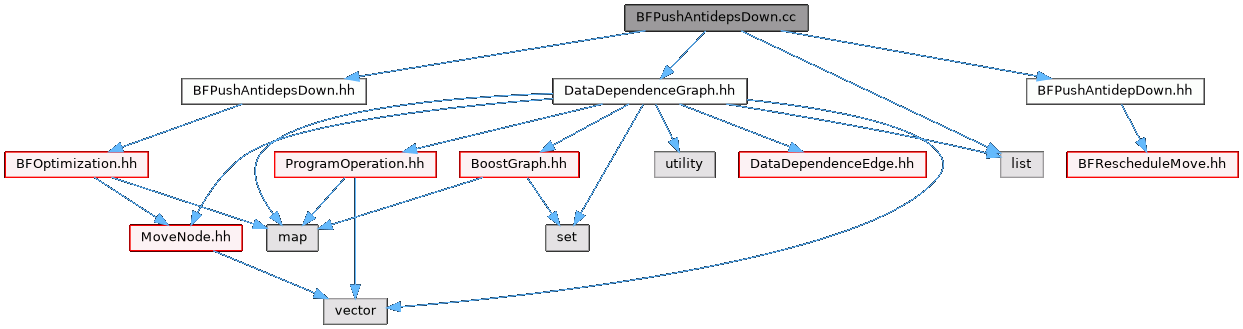 BFPushAntidepsDown.cc
BFPushAntidepsDown.hh
DataDependenceGraph.hh
BFPushAntidepDown.hh
BFOptimization.hh
ProgramOperation.hh
BoostGraph.hh
utility
DataDependenceEdge.hh
list
BFRescheduleMove.hh
MoveNode.hh
map
set
vector